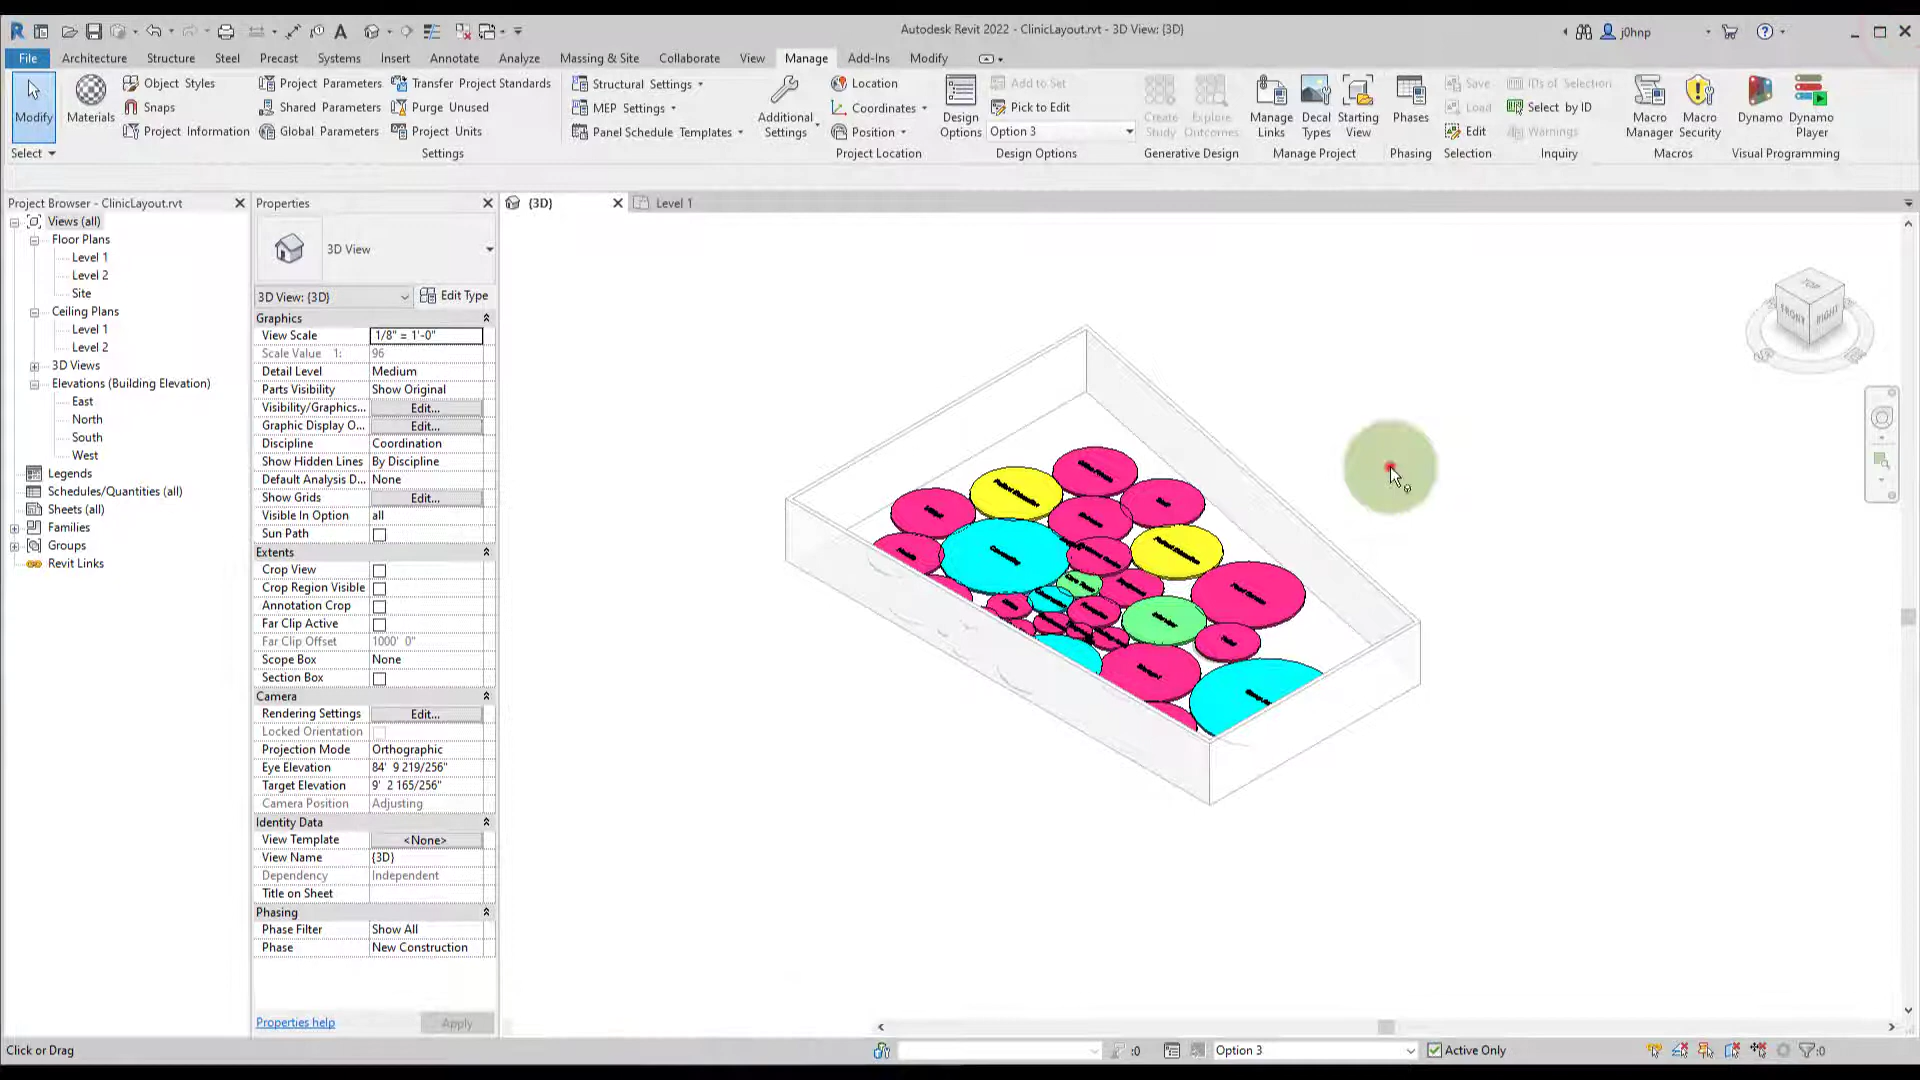 Autodesk Revit 2022 - ClinicLayout.rvt - 3D View: {3D}
j0hnp
File Architecture Structure Steel Precast Systems Insert Annotate Analyze Massing & Site Collaborate View Manage Add-Ins Modify
Modify
Select
Materials
Object Styles
Snaps
Project Information
Project Parameters
Shared Parameters
Global Parameters
Transfer Project Standards
Purge Unused
Project Units
Settings
Structural Settings
MEP Settings
Panel Schedule Templates
Additional
Settings
Location
Coordinates
Position
Project Location
Design
Options
Add to Set
Pick to Edit
Option 3
Design Options
Create
Study
Explore
Outcomes
Generative Design
Manage
Links
Decal
Types
Starting
View
Manage Project
Phases
Phasing
Save
Load
Edit
Selection
IDs of Selection
Select by ID
Warnings
Inquiry
Macro
Manager
Macro
Security
Macros
Dynamo
Dynamo
Player
Visual Programming
Project Browser - ClinicLayout.rvt
Views (all)
Floor Plans
Level 1
Level 2
Site
Ceiling Plans
Level 1
Level 2
3D Views
Elevations (Building Elevation)
East
North
South
West
Legends
Schedules/Quantities (all)
Sheets (all)
Families
Groups
Revit Links
Properties
3D View
3D View: {3D} Edit Type
Graphics
View Scale 1/8" = 1'-0"
Scale Value 1: 96
Detail Level Medium
Parts Visibility Show Original
Visibility/Graphics... Edit...
Graphic Display O... Edit...
Discipline Coordination
Show Hidden Lines By Discipline
Default Analysis D... None
Show Grids Edit...
Visible In Option all
Sun Path
Extents
Crop View
Crop Region Visible
Annotation Crop
Far Clip Active
Far Clip Offset 1000' 0"
Scope Box None
Section Box
Camera
Rendering Settings Edit...
Locked Orientation
Projection Mode Orthographic
Eye Elevation 84' 9 219/256"
Target Elevation 9' 2 165/256"
Camera Position Adjusting
Identity Data
View Template <None>
View Name {3D}
Dependency Independent
Title on Sheet
Phasing
Phase Filter Show All
Phase New Construction
Properties help Apply
{3D} Level 1
TOP
FRONT RIGHT
Click or Drag
:0
Option 3
Active Only
:0